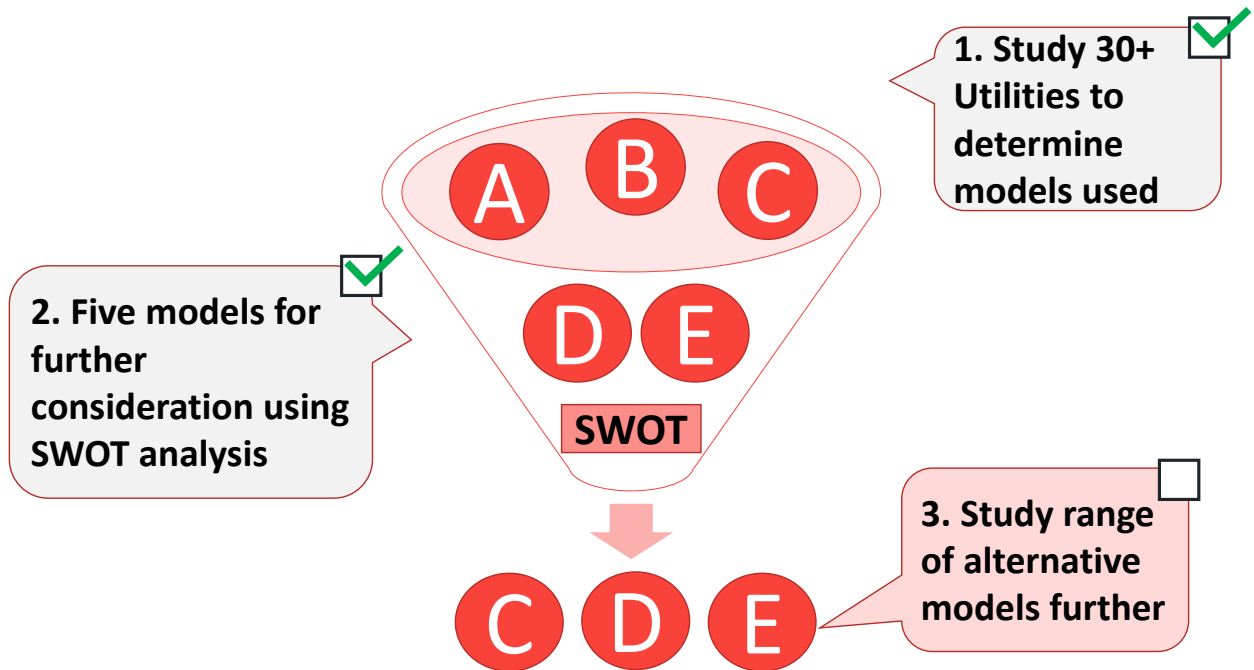 1. Study 30+
Utilities to
determine
models used
A B C
2. Five models for
further
consideration using
SWOT analysis
D E
SWOT
3. Study range
of alternative
models further
C D E